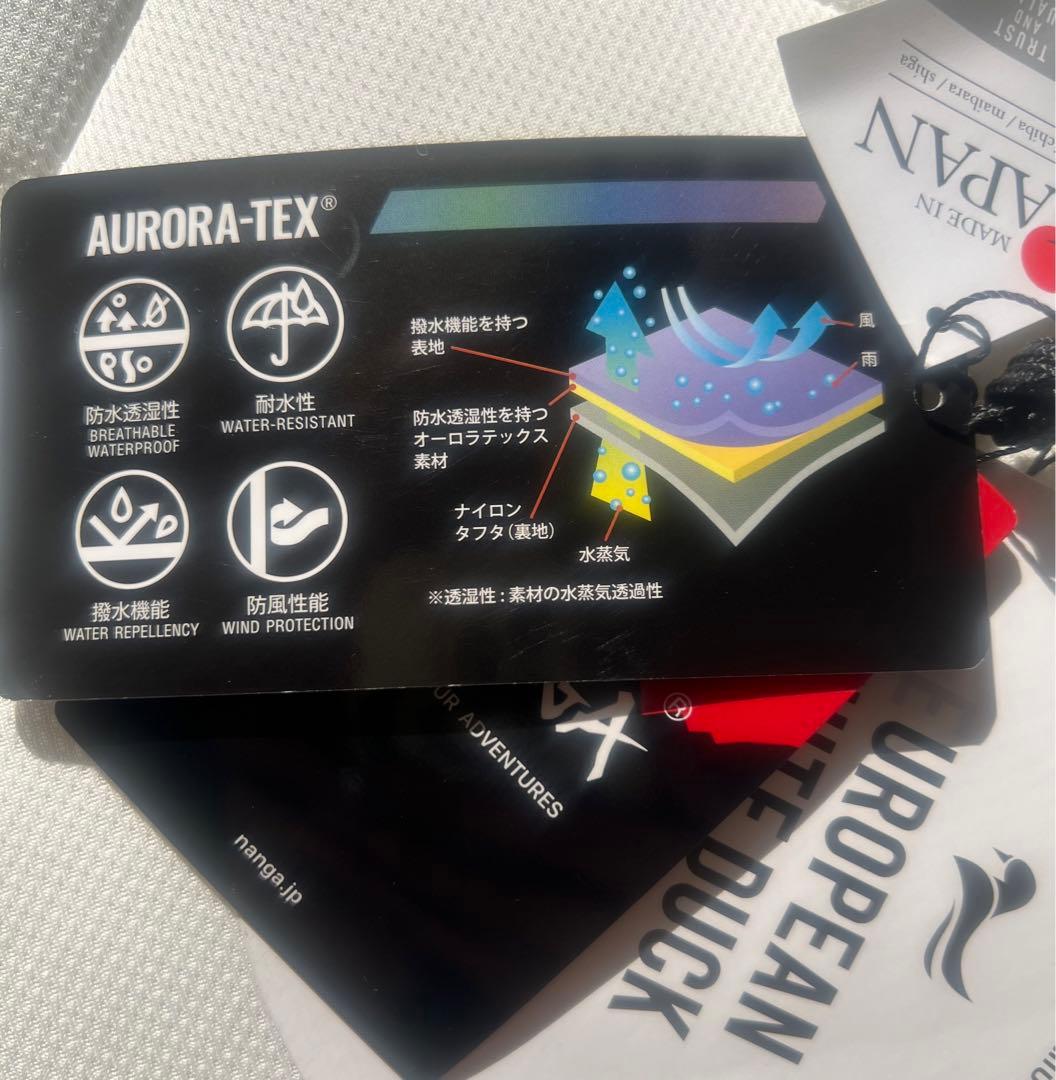 AURORA-TEX®
防水透湿性
BREATHABLE
WATERPROOF
耐水性
WATER-RESISTANT
撥水機能
WATER REPELLENCY
防風性能
WIND PROTECTION
撥水機能を持つ
表地
防水透湿性を持つ
オーロラテックス
素材
ナイロン
タフタ(裏地)
水蒸気
風
雨
※透湿性:素材の水蒸気透過性
TRUST
AND
maibara / shiga
MADE IN
JAPAN
®
UR ADVENTURES
nanga.jp
EUROPEAN
WHITE DUCK